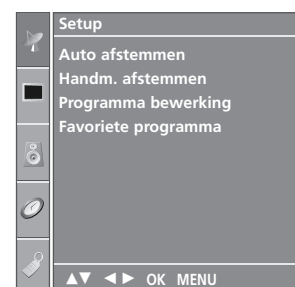 Setup
Auto afstemmen
Handm. afstemmen
Programma bewerking
Favoriete programma
▲▼ ◄► OK MENU